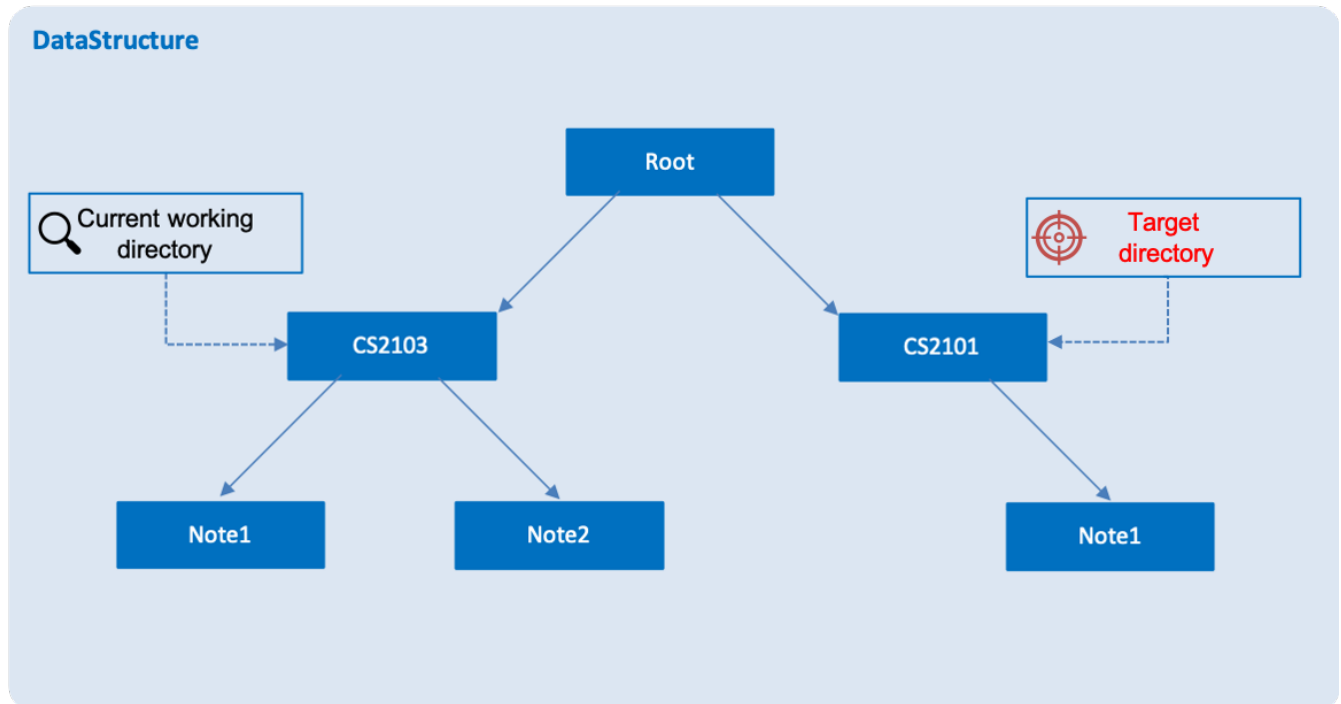 DataStructure
Root
Current working
directory
Target
directory
CS2103
CS2101
Note1
Note2
Note1